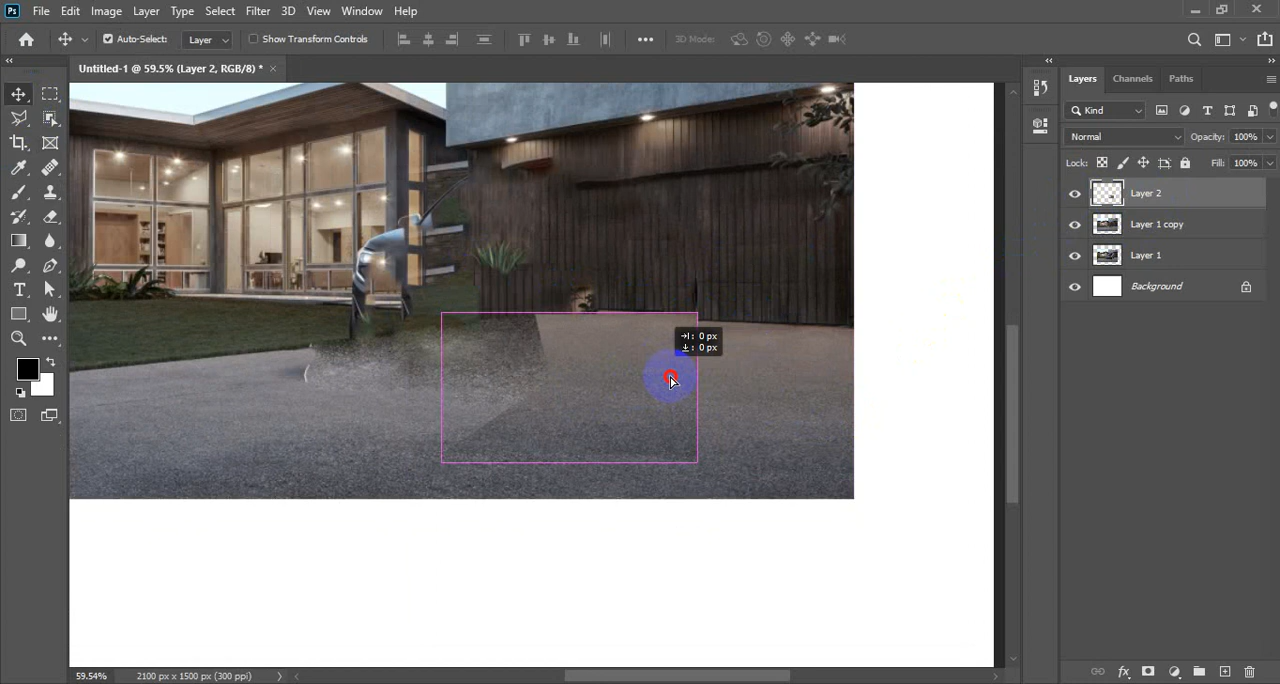 Ps File Edit Image Layer Type Select Filter 3D View Window Help
Auto-Select: Layer Show Transform Controls 3D Mode:
Untitled-1 @ 59.5% (Layer 2, RGB/8) *
Layers Channels Paths
Kind
Normal Opacity: 100%
Lock: Fill: 100%
Layer 2
Layer 1 copy
Layer 1
Background
: 0 px
: 0 px
59.54% 2100 px x 1500 px (300 ppi)